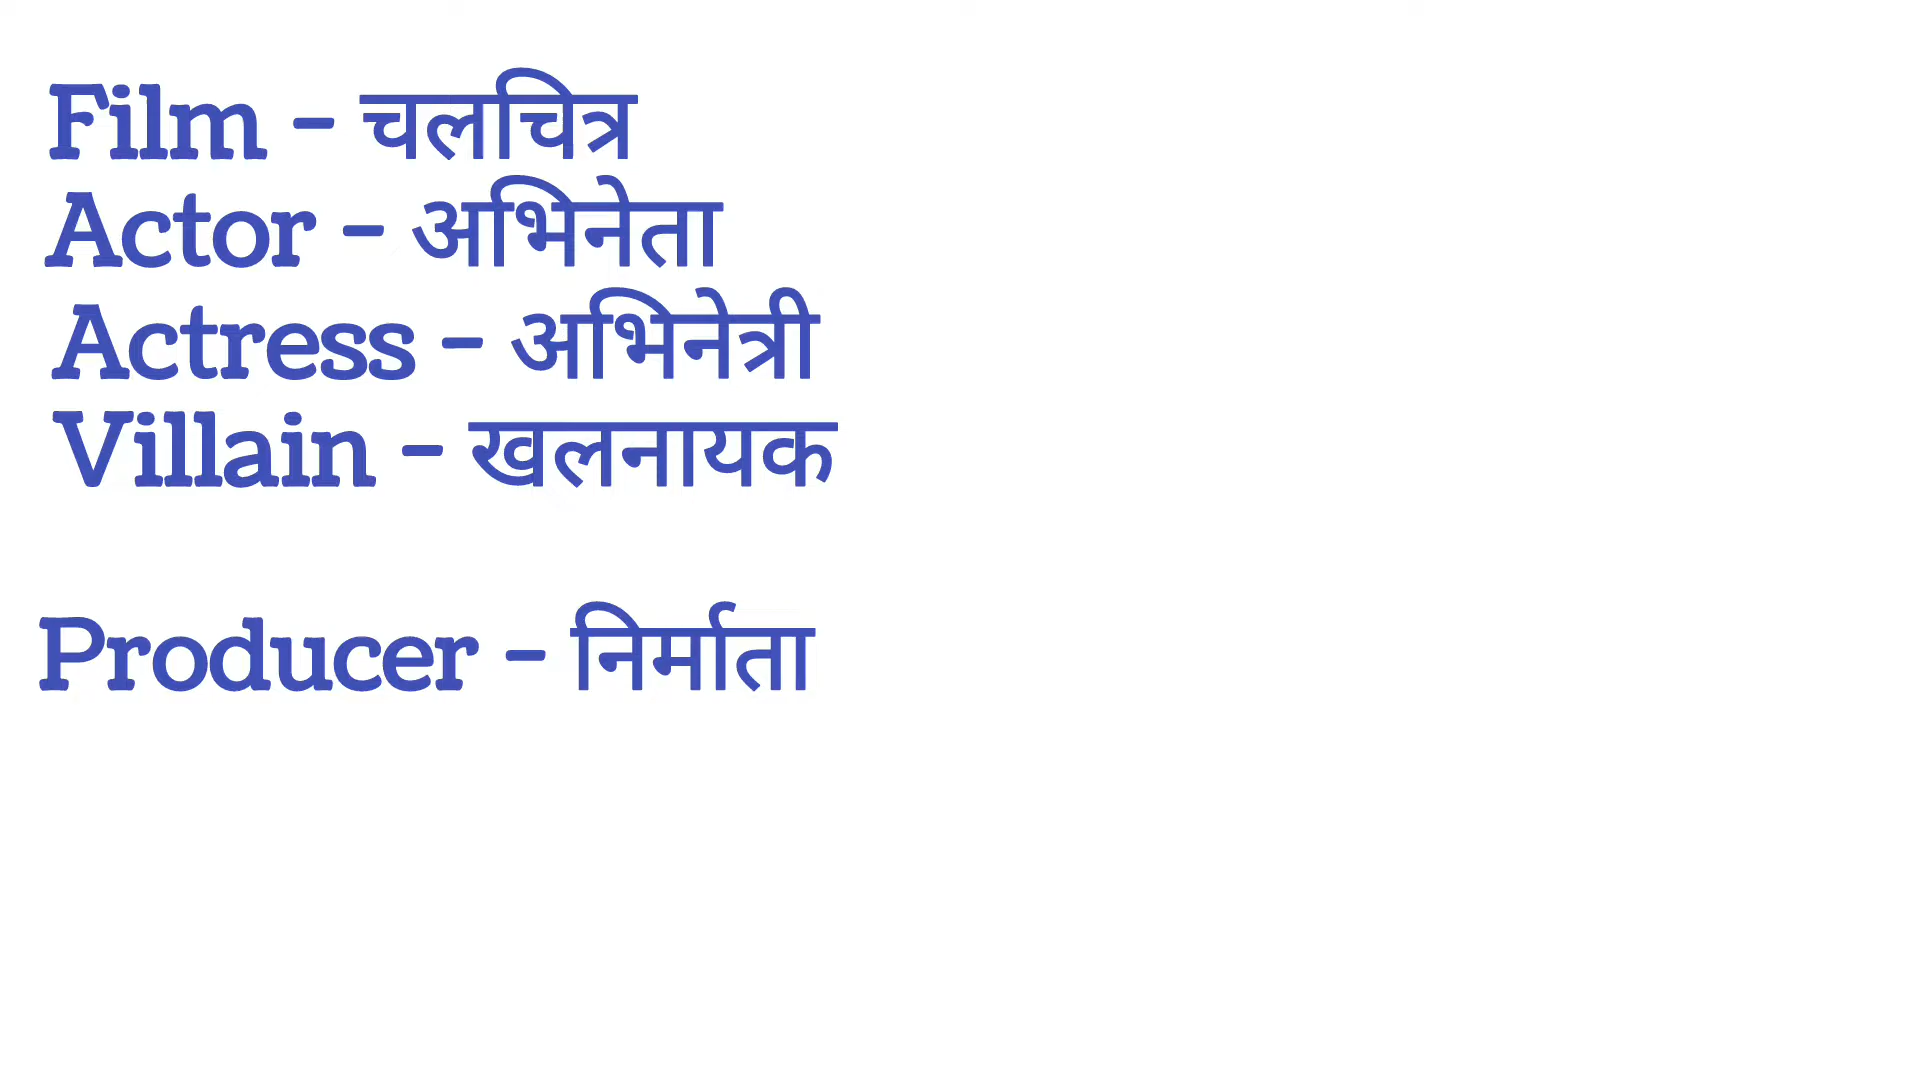 Film - चलचित्र
Actor - अभिनेता
Actress - अभिनेत्री
Villain - खलनायक
Producer - निर्माता